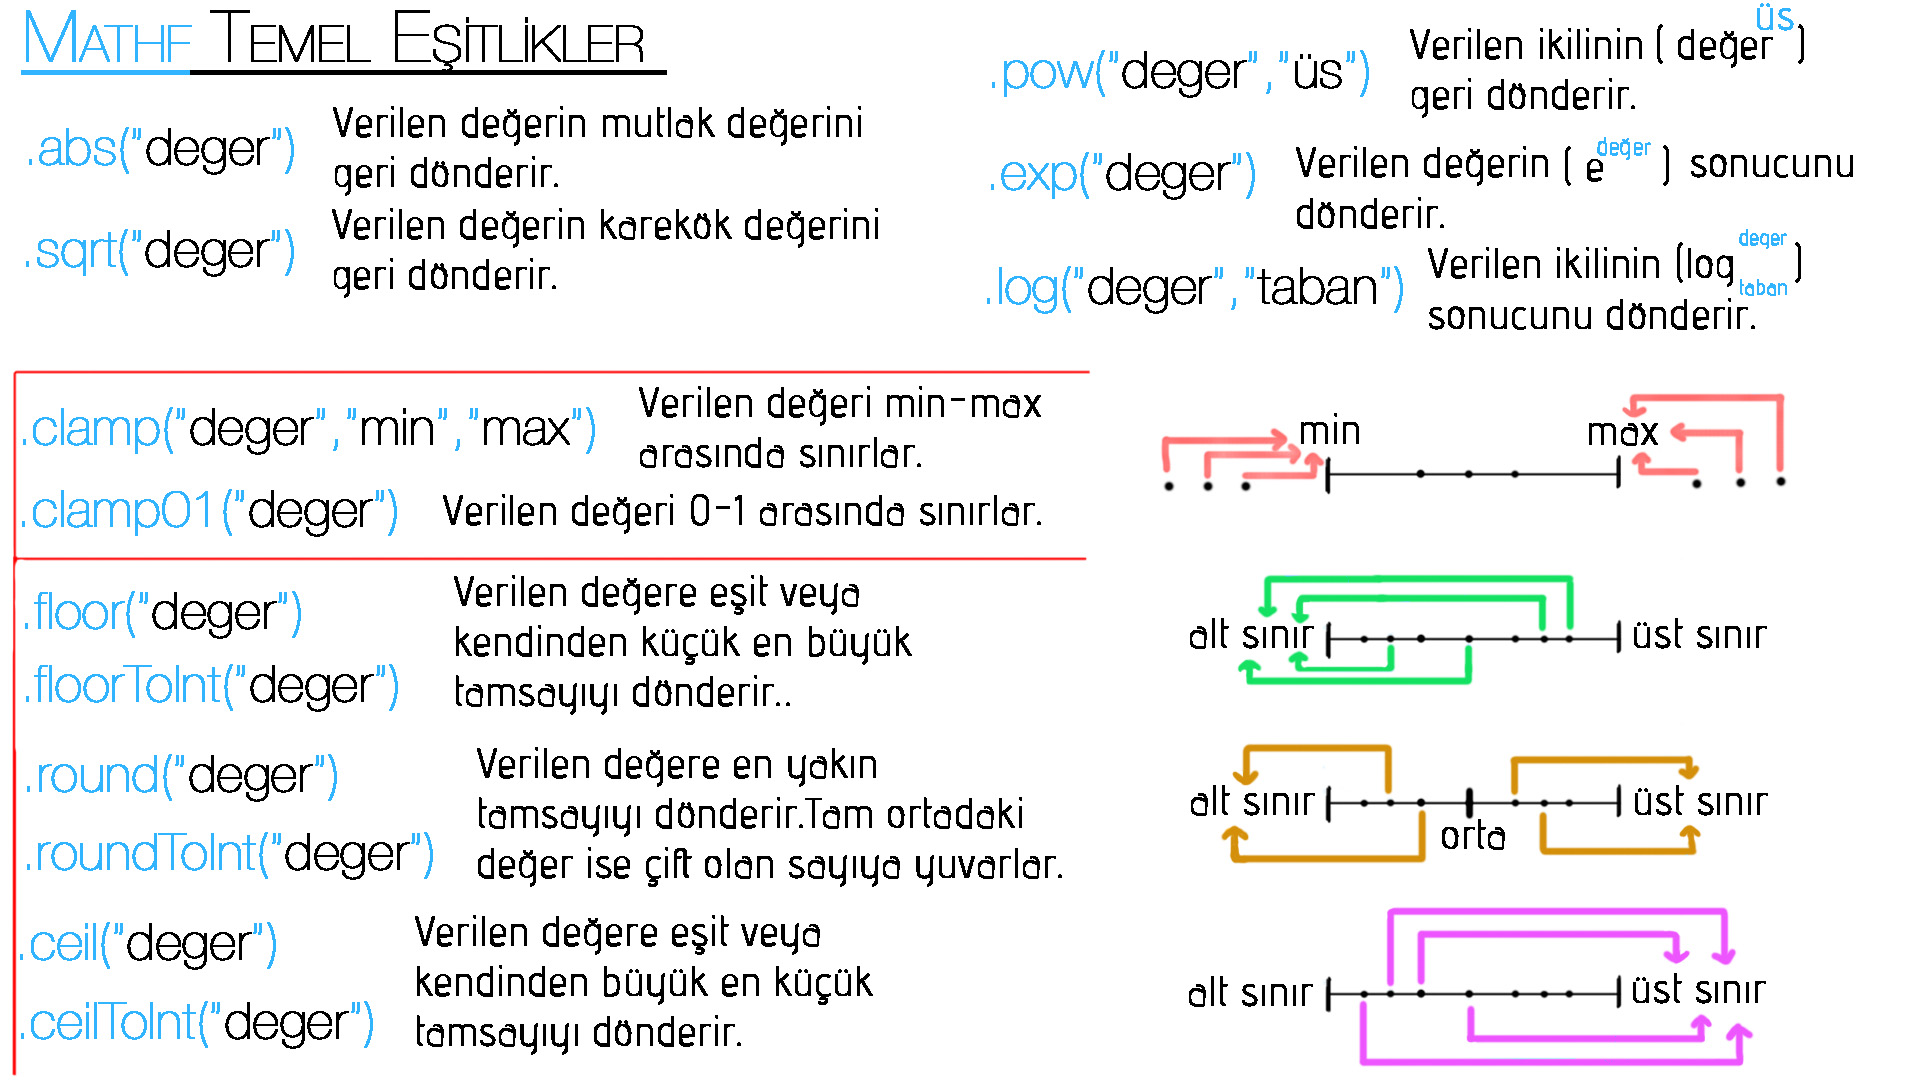 MATHF TEMEL EŞİTLİKLER
.abs("deger")
Verilen değerin mutlak değerini
geri dönderir.
.sqrt("deger")
Verilen değerin karekök değerini
geri dönderir.
.pow("deger","üs")
Verilen ikilinin ( değer üs )
geri dönderir.
.exp("deger")
Verilen değerin ( e değer ) sonucunu
dönderir.
.log("deger","taban")
Verilen ikilinin (log deger taban )
sonucunu dönderir.
.clamp("deger","min","max")
Verilen değeri min-max
arasında sınırlar.
min
max
.clamp01("deger")
Verilen değeri 0-1 arasında sınırlar.
.floor("deger")
.floorToInt("deger")
Verilen değere eşit veya
kendinden küçük en büyük
tamsayıyı dönderir..
alt sınır
üst sınır
.round("deger")
.roundToInt("deger")
Verilen değere en yakın
tamsayıyı dönderir.Tam ortadaki
değer ise çift olan sayıya yuvarlar.
alt sınır
orta
üst sınır
.ceil("deger")
.ceilToInt("deger")
Verilen değere eşit veya
kendinden büyük en küçük
tamsayıyı dönderir.
alt sınır
üst sınır